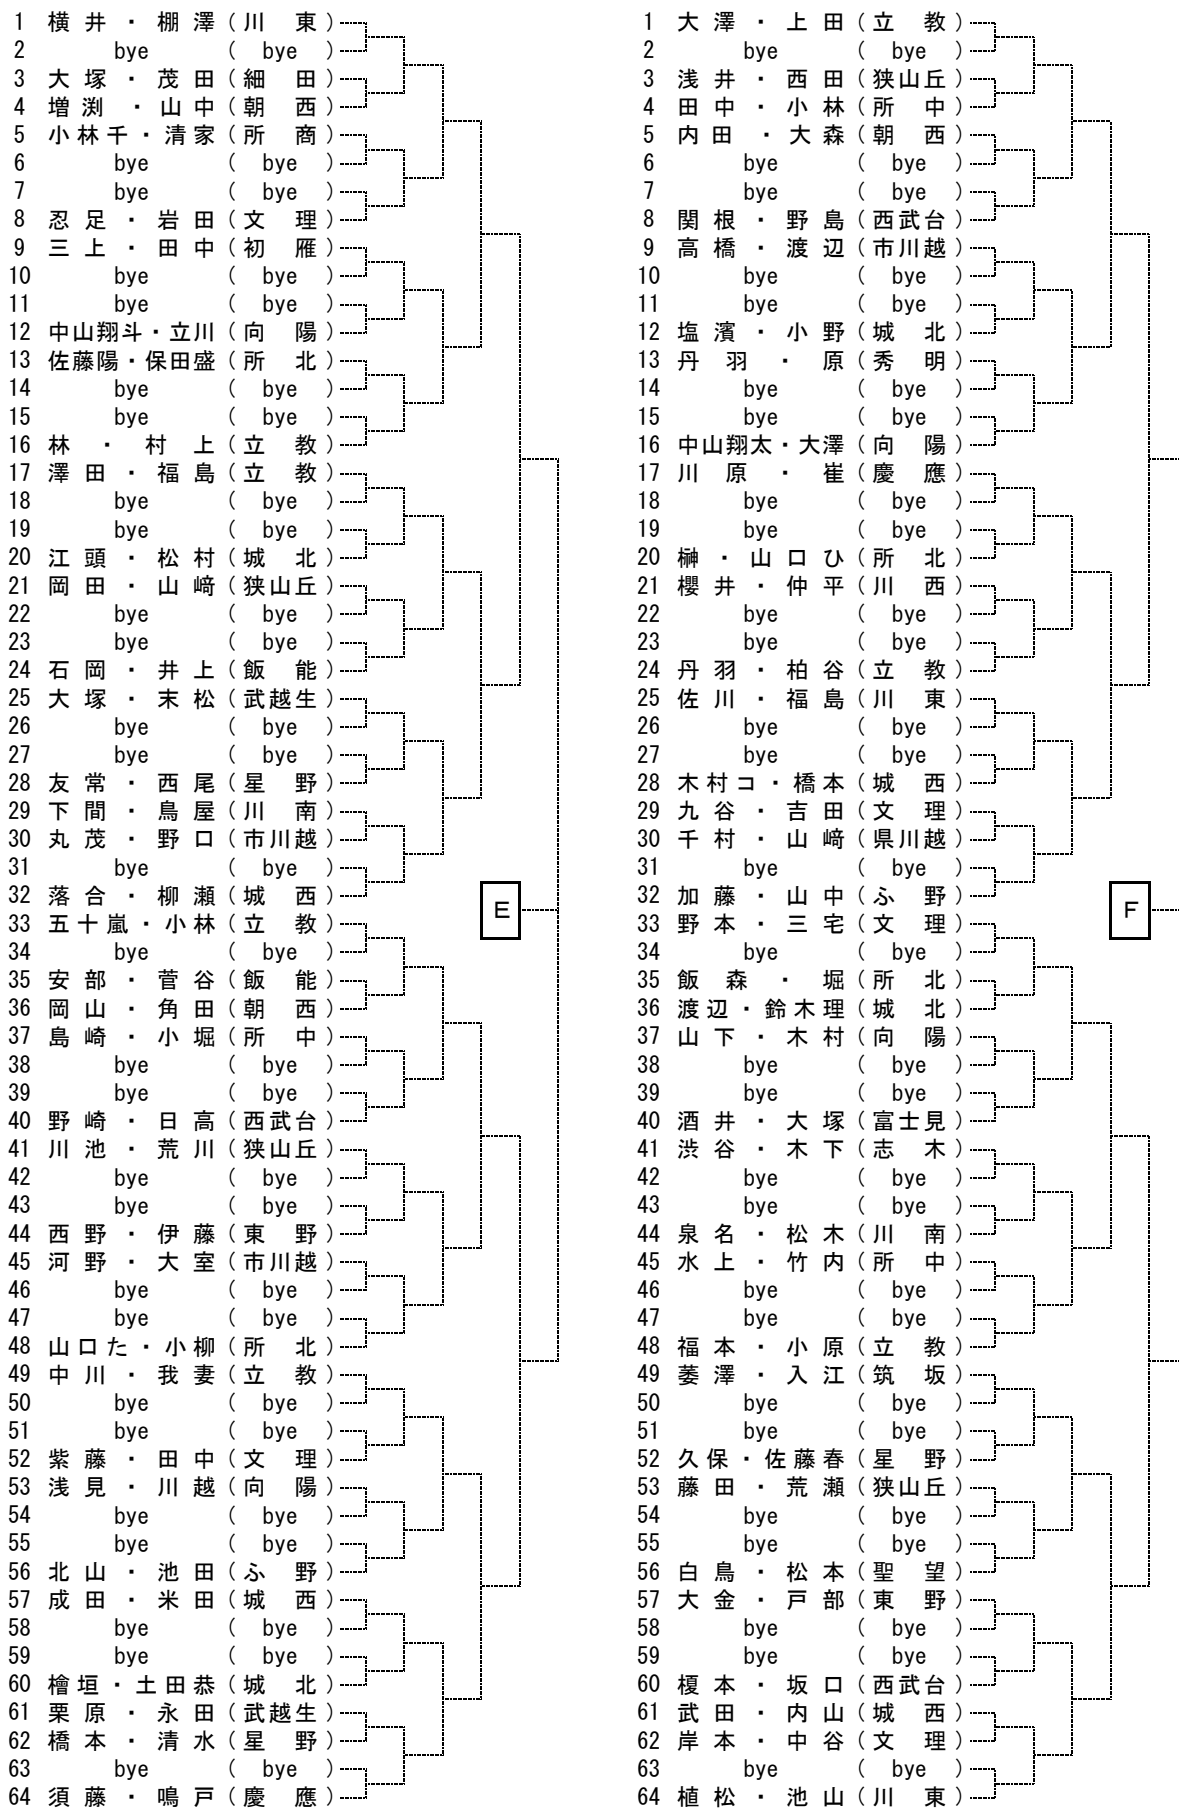 1 横井・棚澤（川 東）
2 bye （ bye ）
3 大塚・茂田（細 田）
4 増渕・山中（朝 西）
5 小林千・清家（所 商）
6 bye （ bye ）
7 bye （ bye ）
8 忍足・岩田（文 理）
9 三上・田中（初 雁）
10 bye （ bye ）
11 bye （ bye ）
12 中山翔斗・立川（向 陽）
13 佐藤陽・保田盛（所 北）
14 bye （ bye ）
15 bye （ bye ）
16 林・村上（立 教）
17 澤田・福島（立 教）
18 bye （ bye ）
19 bye （ bye ）
20 江頭・松村（城 北）
21 岡田・山﨑（狭山丘）
22 bye （ bye ）
23 bye （ bye ）
24 石岡・井上（飯 能）
25 大塚・末松（武越生）
26 bye （ bye ）
27 bye （ bye ）
28 友常・西尾（星 野）
29 下間・鳥屋（川 南）
30 丸茂・野口（市川越）
31 bye （ bye ）
32 落合・柳瀬（城 西）
33 五十嵐・小林（立 教）
34 bye （ bye ）
35 安部・菅谷（飯 能）
36 岡山・角田（朝 西）
37 島崎・小堀（所 中）
38 bye （ bye ）
39 bye （ bye ）
40 野崎・日高（西武台）
41 川池・荒川（狭山丘）
42 bye （ bye ）
43 bye （ bye ）
44 西野・伊藤（東 野）
45 河野・大室（市川越）
46 bye （ bye ）
47 bye （ bye ）
48 山口た・小柳（所 北）
49 中川・我妻（立 教）
50 bye （ bye ）
51 bye （ bye ）
52 紫藤・田中（文 理）
53 浅見・川越（向 陽）
54 bye （ bye ）
55 bye （ bye ）
56 北山・池田（ふ 野）
57 成田・米田（城 西）
58 bye （ bye ）
59 bye （ bye ）
60 檜垣・土田恭（城 北）
61 栗原・永田（武越生）
62 橋本・清水（星 野）
63 bye （ bye ）
64 須藤・鳴戸（慶 應）
E
1 大澤・上田（立 教）
2 bye （ bye ）
3 浅井・西田（狭山丘）
4 田中・小林（所 中）
5 内田・大森（朝 西）
6 bye （ bye ）
7 bye （ bye ）
8 関根・野島（西武台）
9 高橋・渡辺（市川越）
10 bye （ bye ）
11 bye （ bye ）
12 塩濱・小野（城 北）
13 丹羽・原（秀 明）
14 bye （ bye ）
15 bye （ bye ）
16 中山翔太・大澤（向 陽）
17 川原・崔（慶 應）
18 bye （ bye ）
19 bye （ bye ）
20 榊・山口ひ（所 北）
21 櫻井・仲平（川 西）
22 bye （ bye ）
23 bye （ bye ）
24 丹羽・柏谷（立 教）
25 佐川・福島（川 東）
26 bye （ bye ）
27 bye （ bye ）
28 木村コ・橋本（城 西）
29 九谷・吉田（文 理）
30 千村・山﨑（県川越）
31 bye （ bye ）
32 加藤・山中（ふ 野）
33 野本・三宅（文 理）
34 bye （ bye ）
35 飯森・堀（所 北）
36 渡辺・鈴木理（城 北）
37 山下・木村（向 陽）
38 bye （ bye ）
39 bye （ bye ）
40 酒井・大塚（富士見）
41 渋谷・木下（志 木）
42 bye （ bye ）
43 bye （ bye ）
44 泉名・松木（川 南）
45 水上・竹内（所 中）
46 bye （ bye ）
47 bye （ bye ）
48 福本・小原（立 教）
49 萎澤・入江（筑 坂）
50 bye （ bye ）
51 bye （ bye ）
52 久保・佐藤春（星 野）
53 藤田・荒瀬（狭山丘）
54 bye （ bye ）
55 bye （ bye ）
56 白鳥・松本（聖 望）
57 大金・戸部（東 野）
58 bye （ bye ）
59 bye （ bye ）
60 榎本・坂口（西武台）
61 武田・内山（城 西）
62 岸本・中谷（文 理）
63 bye （ bye ）
64 植松・池山（川 東）
F